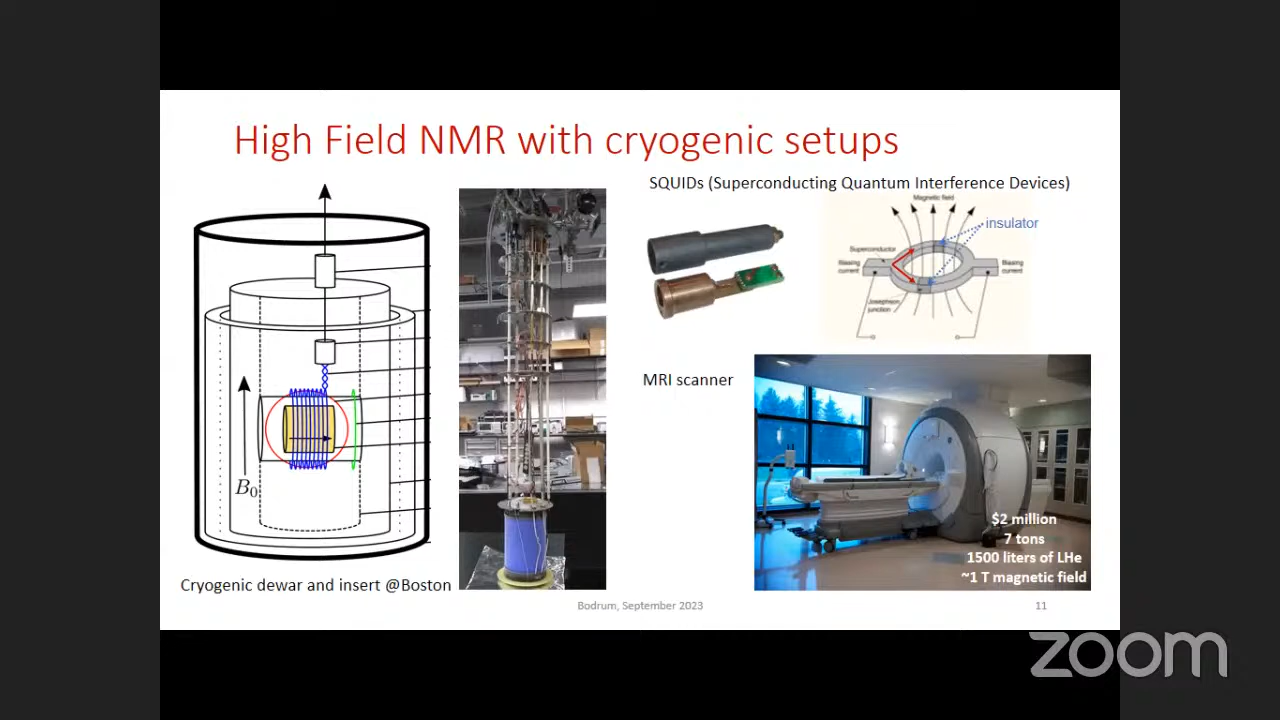 High Field NMR with cryogenic setups
SQUIDs (Superconducting Quantum Interference Devices)
Magnetic field
insulator
Superconductor
Biasing
current
Biasing
current
Josephson
junction
B₀
MRI scanner
$2 million
7 tons
1500 liters of LHe
~1 T magnetic field
Cryogenic dewar and insert @Boston
Bodrum, September 2023
11
zoom